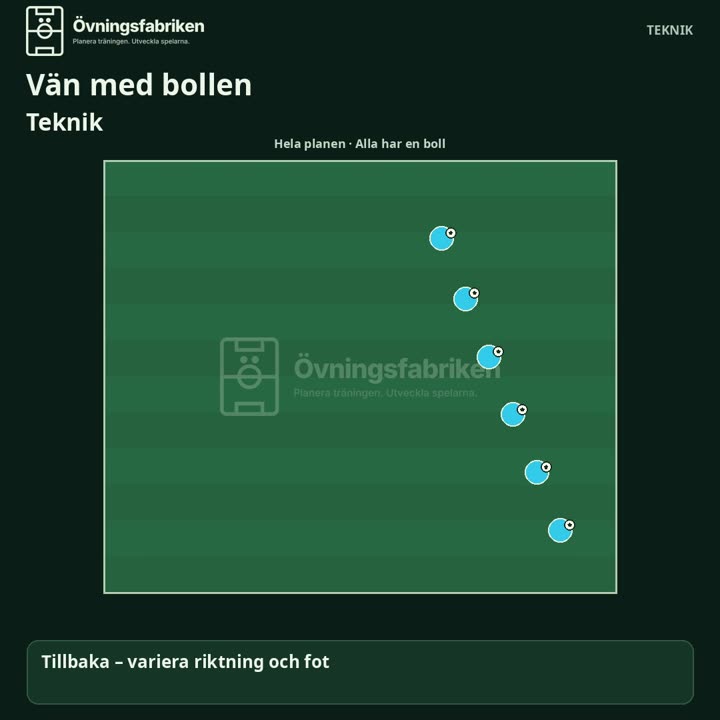 Övningsfabriken
Planera träningen. Utveckla spelarna.
TEKNIK
Vän med bollen
Teknik
Hela planen · Alla har en boll
Övningsfabriken
Planera träningen. Utveckla spelarna.
Tillbaka – variera riktning och fot